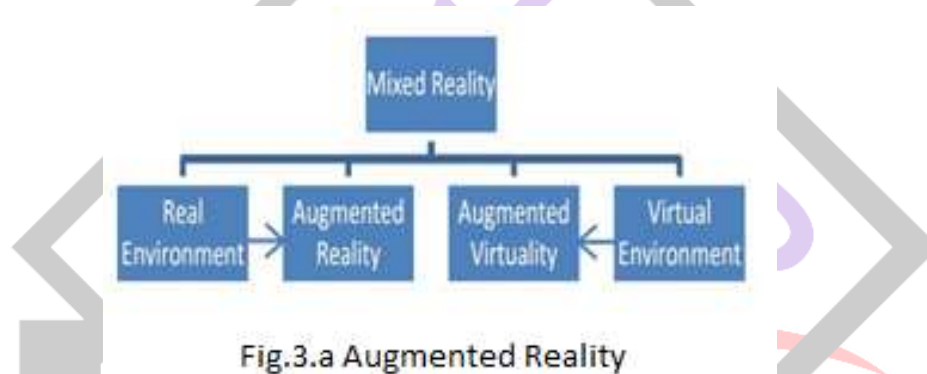 Mixed Reality
Real
Environment
Augmented
Reality
Augmented
Virtuality
Virtual
Environment
Fig.3.a Augmented Reality